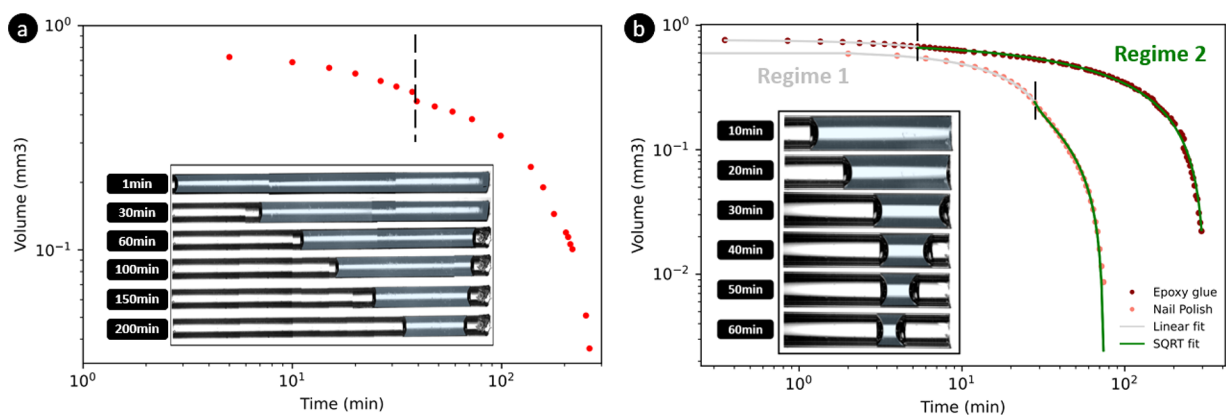 a
10⁰
10⁻¹
Volume (mm3)
1min
30min
60min
100min
150min
200min
10⁰
10¹
10²
Time (min)
b
10⁰
10⁻¹
10⁻²
Volume (mm3)
Regime 1
Regime 2
10min
20min
30min
40min
50min
60min
Epoxy glue
Nail Polish
Linear fit
SQRT fit
10⁰
10¹
10²
Time (min)